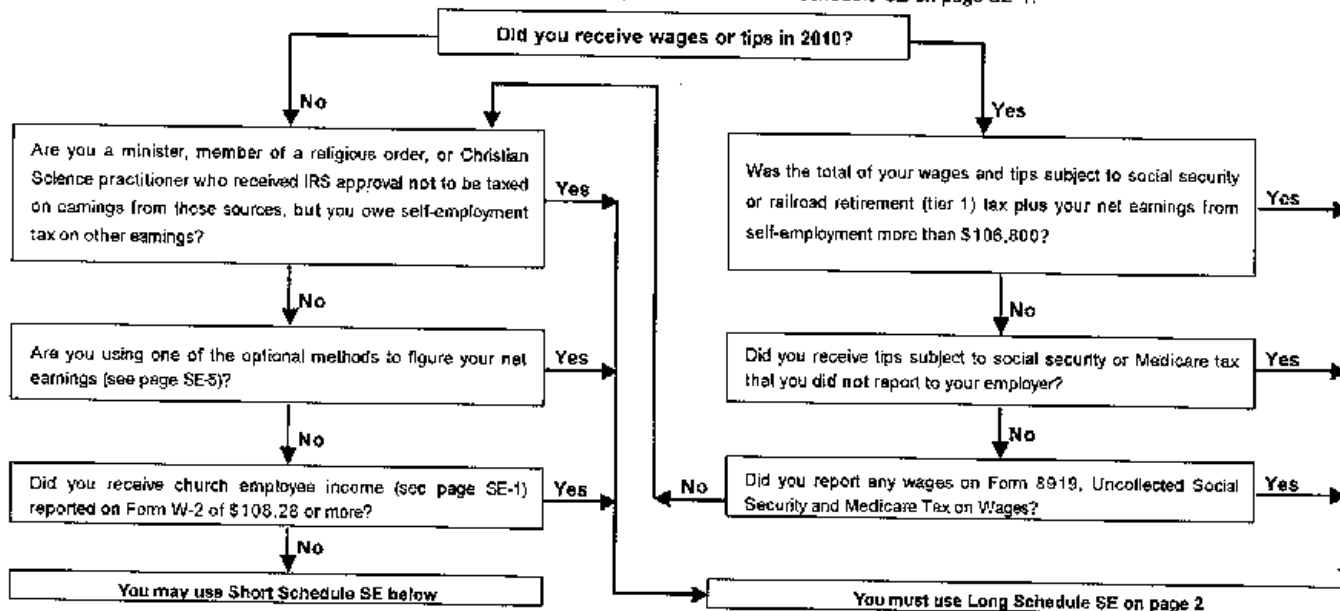 Did you receive wages or tips in 2010?
No
Yes
Are you a minister, member of a religious order, or Christian
Science practitioner who received IRS approval not to be taxed
on earnings from these sources, but you owe self-employment
tax on other earnings?
Yes
Was the total of your wages and tips subject to social security
or railroad retirement (tier 1) tax plus your net earnings from
self-employment more than $106,800?
Yes
No
No
Are you using one of the optional methods to figure your net
earnings (see page SE-5)?
Yes
Did you receive tips subject to social security or Medicare tax
that you did not report to your employer?
Yes
No
No
Did you receive church employee income (see page SE-1)
reported on Form W-2 of $108.28 or more?
Yes
No
Did you report any wages on Form 8919, Uncollected Social
Security and Medicare Tax on Wages?
Yes
No
You may use Short Schedule SE below
You must use Long Schedule SE on page 2